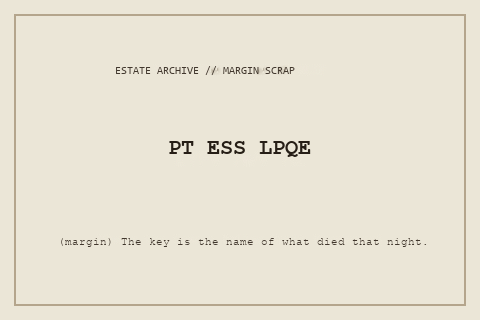 ESTATE ARCHIVE // MARGIN SCRAP
PT ESS LPQE
(margin) The key is the name of what died that night.